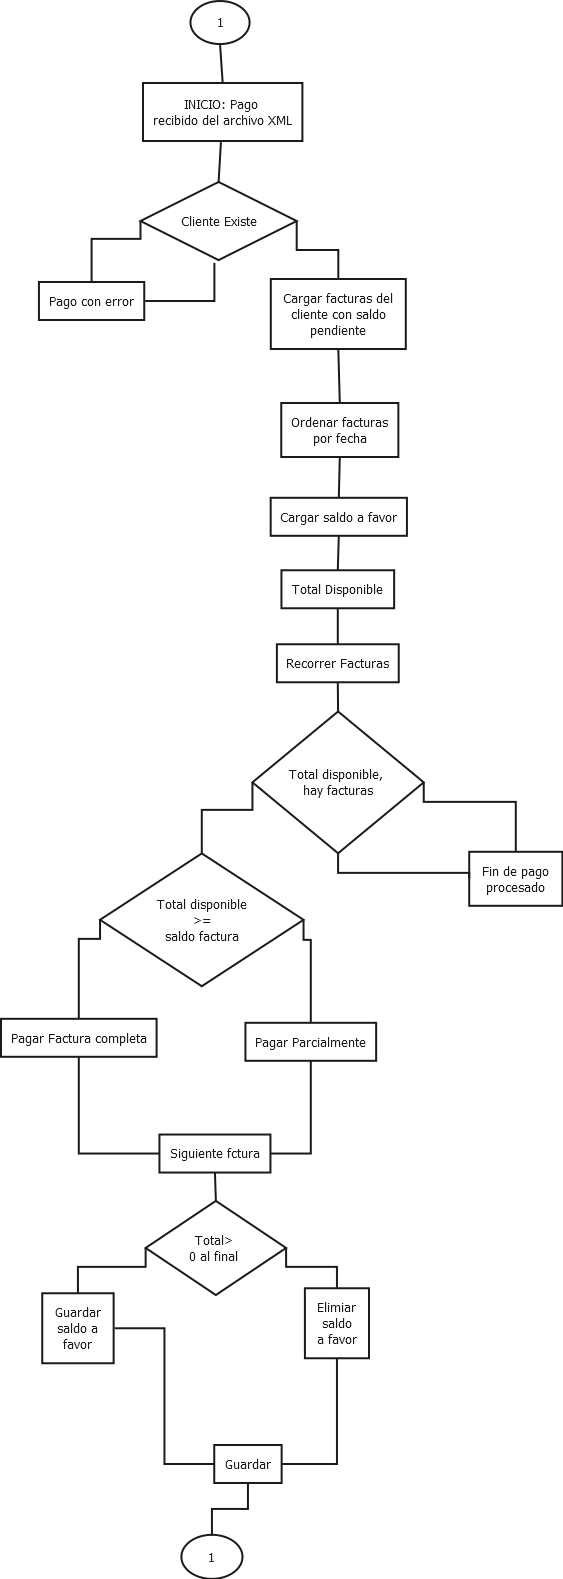 1
INICIO: Pago
recibido del archivo XML
Cliente Existe
Pago con error
Cargar facturas del
cliente con saldo
pendiente
Ordenar facturas
por fecha
Cargar saldo a favor
Total Disponible
Recorrer Facturas
Total disponible,
hay facturas
Fin de pago
procesado
Total disponible
>=
saldo factura
Pagar Factura completa
Pagar Parcialmente
Siguiente fctura
Total>
0 al final
Guardar
saldo a
favor
Elimiar
saldo
a favor
Guardar
1